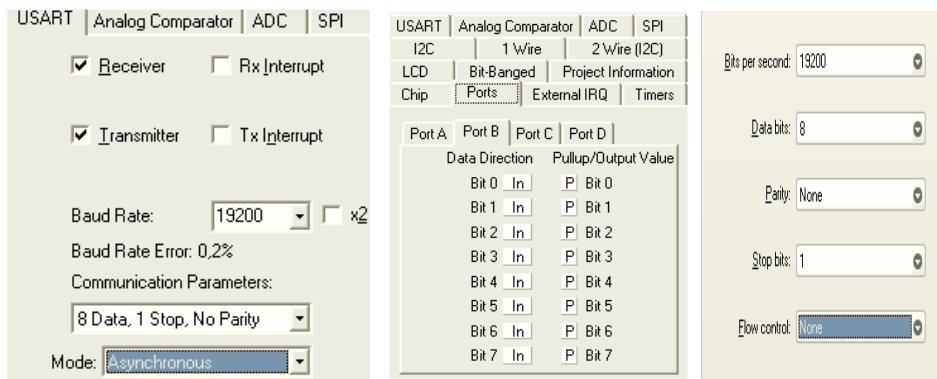 USART Analog Comparator ADC SPI
Receiver Rx Interrupt
Transmitter Tx Interrupt
Baud Rate: 19200 x2
Baud Rate Error: 0,2%
Communication Parameters:
8 Data, 1 Stop, No Parity
Mode: Asynchronous
USART Analog Comparator ADC SPI
I2C 1 Wire 2 Wire (I2C)
LCD Bit-Banged Project Information
Chip Ports External IRQ Timers
Port A Port B Port C Port D
Data Direction Pullup/Output Value
Bit 0 In P Bit 0
Bit 1 In P Bit 1
Bit 2 In P Bit 2
Bit 3 In P Bit 3
Bit 4 In P Bit 4
Bit 5 In P Bit 5
Bit 6 In P Bit 6
Bit 7 In P Bit 7
Bits per second: 19200
Data bits: 8
Parity: None
Stop bits: 1
Flow control: None